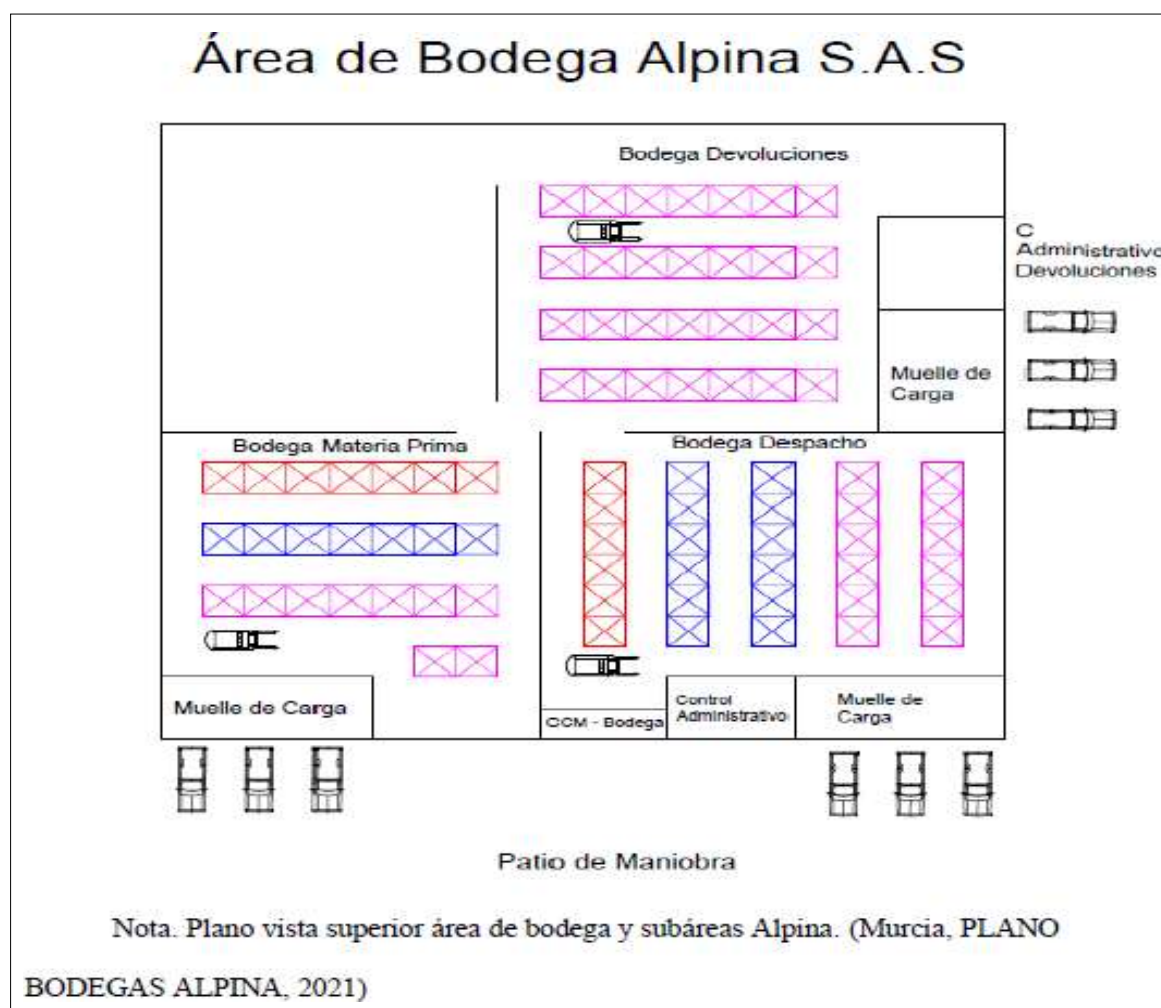 Área de Bodega Alpina S.A.S
Bodega Devoluciones
C
Administrativo
Devoluciones
Muelle de
Carga
Bodega Materia Prima
Bodega Despacho
Muelle de Carga
CCM - Bodega
Control
Administrativo
Muelle de
Carga
Patio de Maniobra
Nota. Plano vista superior área de bodega y subáreas Alpina. (Murcia, PLANO
BODEGAS ALPINA, 2021)